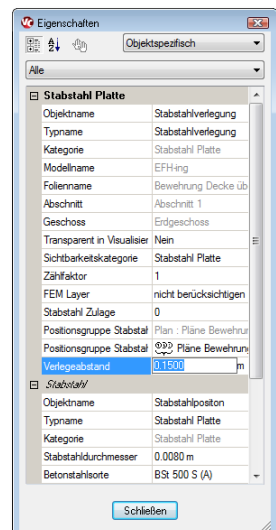 Eigenschaften
Objektspezifisch
Alle
Stabstahl Platte
Objektname Stabstahlverlegung
Typname Stabstahlverlegung
Kategorie Stabstahl Platte
Modellname EFH-ing
Folienname Bewehrung Decke üb
Abschnitt Abschnitt 1
Geschoss Erdgeschoss
Transparent in Visualisier Nein
Sichtbarkeitskategorie Stabstahl Platte
Zählfaktor 1
FEM Layer nicht berücksichtigen
Stabstahl Zulage 0
Positionsgruppe Stabstal Plan : Pläne Bewehrur
Positionsgruppe Stabstal Pläne Bewehrung
Verlegeabstand 0.1500 m
Stabstahl
Objektname Stabstahlpositon
Typname Stabstahl Platte
Kategorie Stabstahl Platte
Stabstahldurchmesser 0.0080 m
Betonstahlsorte BSt 500 S (A)
Schließen